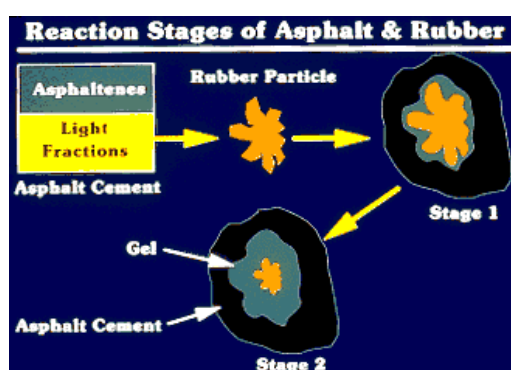 Reaction Stages of Asphalt & Rubber
Asphaltenes
Light
Fractions
Asphalt Cement
Rubber Particle
Stage 1
Gel
Asphalt Cement
Stage 2